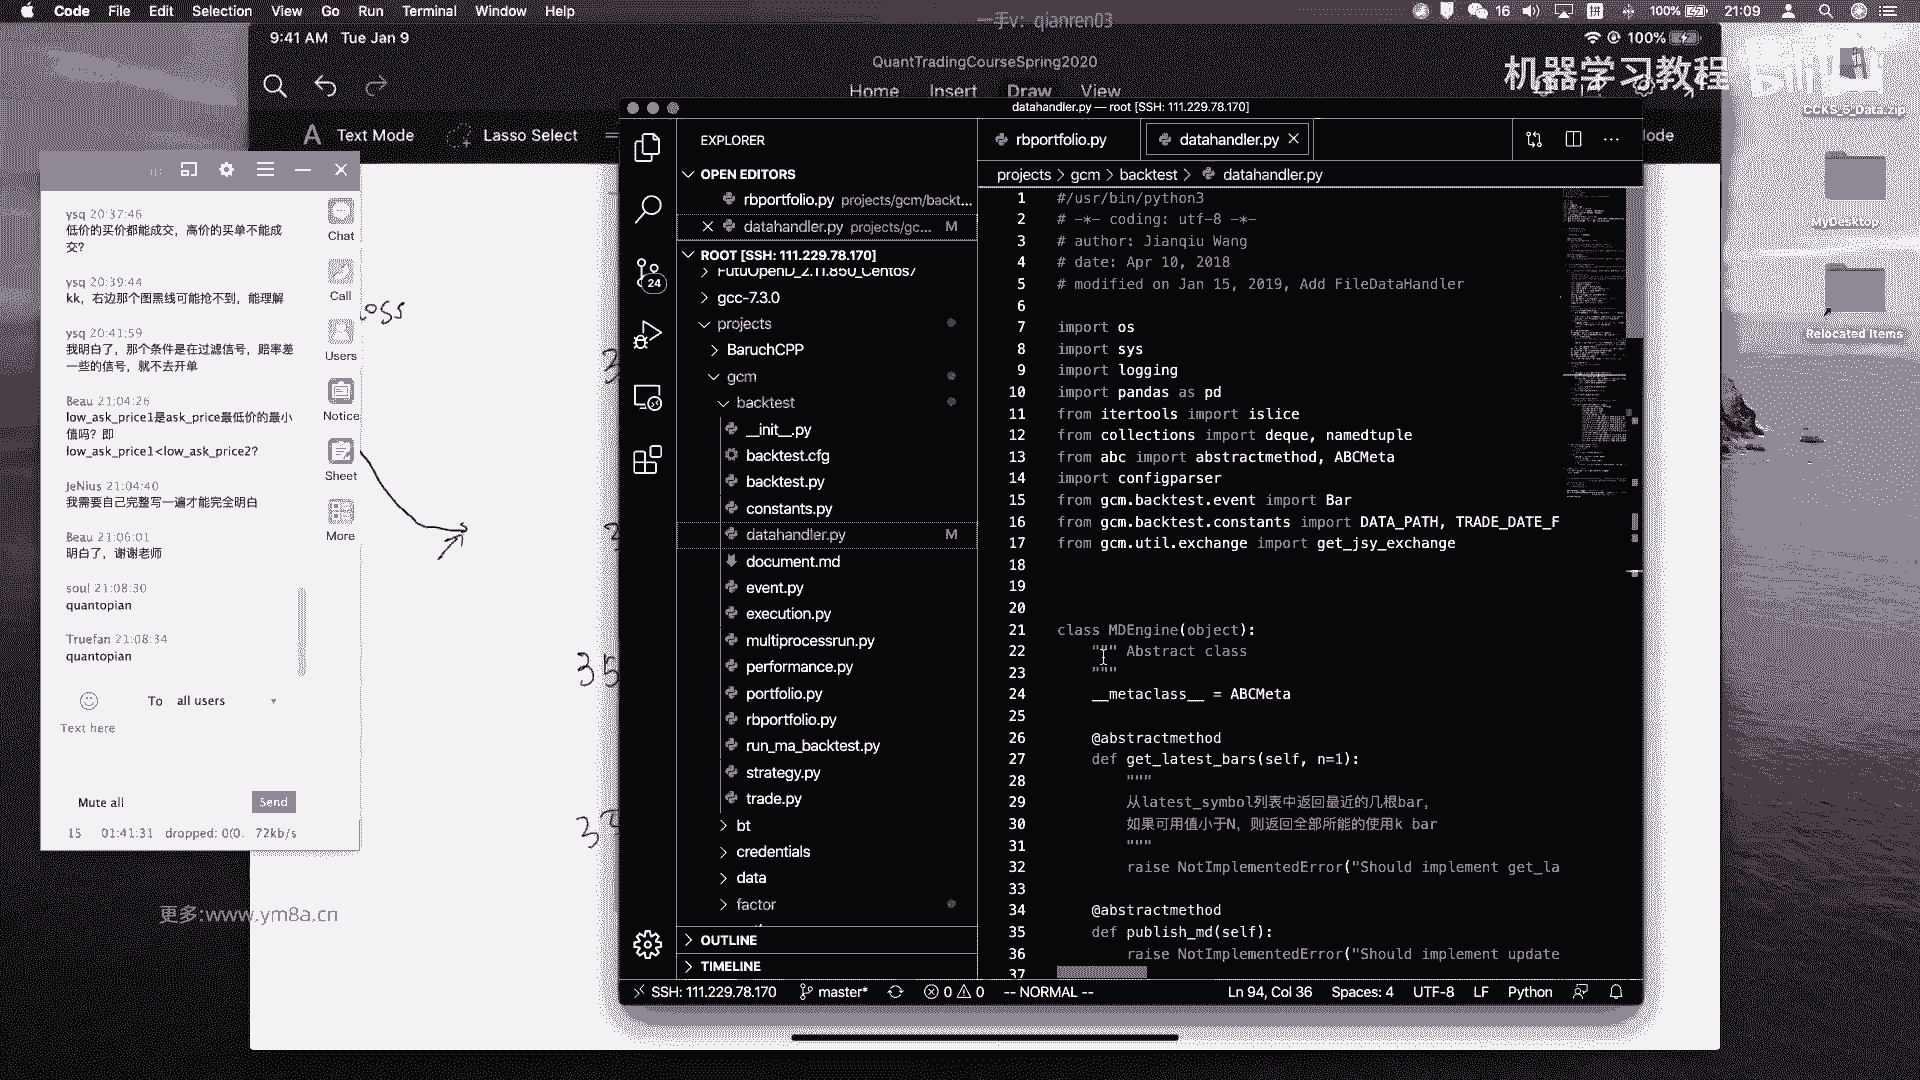 Code File Edit Selection View Go Run Terminal Window Help
16
100%
21:09
一手v: qianren03
9:41 AM Tue Jan 9
100%
QuantTradingCourseSpring2020
机器学习教程
Home Insert Draw View
Text Mode
Lasso Select
CCKS_5_Data.zip
MyDesktop
Relocated Items
ysq 20:37:46
低价的买价都能成交，高价的买单不能成
交？
ysq 20:39:44
kk，右边那个图黑线可能抢不到，能理解
ysq 20:41:59
我明白了，那个条件是在过滤信号，赔率差
一些的信号，就不去开单
Beau 21:04:26
low_ask_price1是ask_price最低价的最小
值吗？即
low_ask_price1<low_ask_price2?
JeNius 21:04:40
我需要自己完整写一遍才能完全明白
Beau 21:06:01
明白了，谢谢老师
soul 21:08:30
quantopian
Truefan 21:08:34
quantopian
Chat
Call
Users
Notice
Sheet
More
To all users
Text here
Mute all
Send
15 01:41:31 dropped: 0(0. 72kb/s
更多:www.ym8a.cn
oss
35
datahandler.py — root [SSH: 111.229.78.170]
EXPLORER
OPEN EDITORS
rbportfolio.py projects/gcm/backt...
datahandler.py projects/gc... M
ROOT [SSH: 111.229.78.170]
FutuOpenD_2.11.850_Centos7
gcc-7.3.0
projects
BaruchCPP
gcm
backtest
__init__.py
backtest.cfg
backtest.py
constants.py
datahandler.py M
document.md
event.py
execution.py
multiprocessrun.py
performance.py
portfolio.py
rbportfolio.py
run_ma_backtest.py
strategy.py
trade.py
bt
credentials
data
factor
OUTLINE
TIMELINE
24
rbportfolio.py
datahandler.py
projects > gcm > backtest > datahandler.py
1 #/usr/bin/python3
2 # -*- coding: utf-8 -*-
3 # author: Jianqiu Wang
4 # date: Apr 10, 2018
5 # modified on Jan 15, 2019, Add FileDataHandler
6
7 import os
8 import sys
9 import logging
10 import pandas as pd
11 from itertools import islice
12 from collections import deque, namedtuple
13 from abc import abstractmethod, ABCMeta
14 import configparser
15 from gcm.backtest.event import Bar
16 from gcm.backtest.constants import DATA_PATH, TRADE_DATE_F
17 from gcm.util.exchange import get_jsy_exchange
18
19
20
21 class MDEngine(object):
22 """ Abstract class
23 """
24 __metaclass__ = ABCMeta
25
26 @abstractmethod
27 def get_latest_bars(self, n=1):
28 """
29 从latest_symbol列表中返回最近的几根bar，
30 如果可用值小于N，则返回全部所能的使用k bar
31 """
32 raise NotImplementedError("Should implement get_la
33
34 @abstractmethod
35 def publish_md(self):
36 raise NotImplementedError("Should implement update
37
SSH: 111.229.78.170 master* 0 0 -- NORMAL -- Ln 94, Col 36 Spaces: 4 UTF-8 LF Python